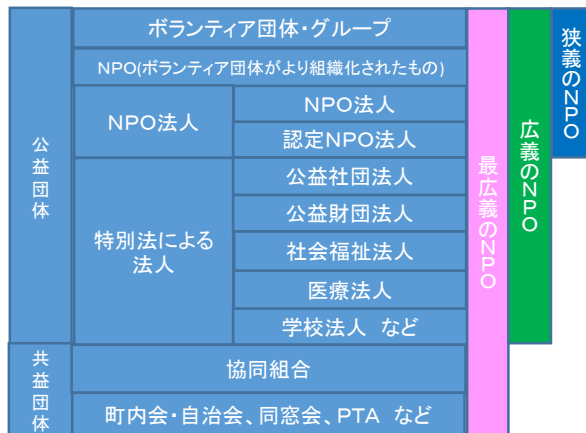 ボランティア団体・グループ
NPO(ボランティア団体がより組織化されたもの)
公益団体
NPO法人
NPO法人
認定NPO法人
特別法による
法人
公益社団法人
公益財団法人
社会福祉法人
医療法人
学校法人 など
共益団体
協同組合
町内会・自治会、同窓会、PTA など
最広義のNPO
広義のNPO
狭義のNPO